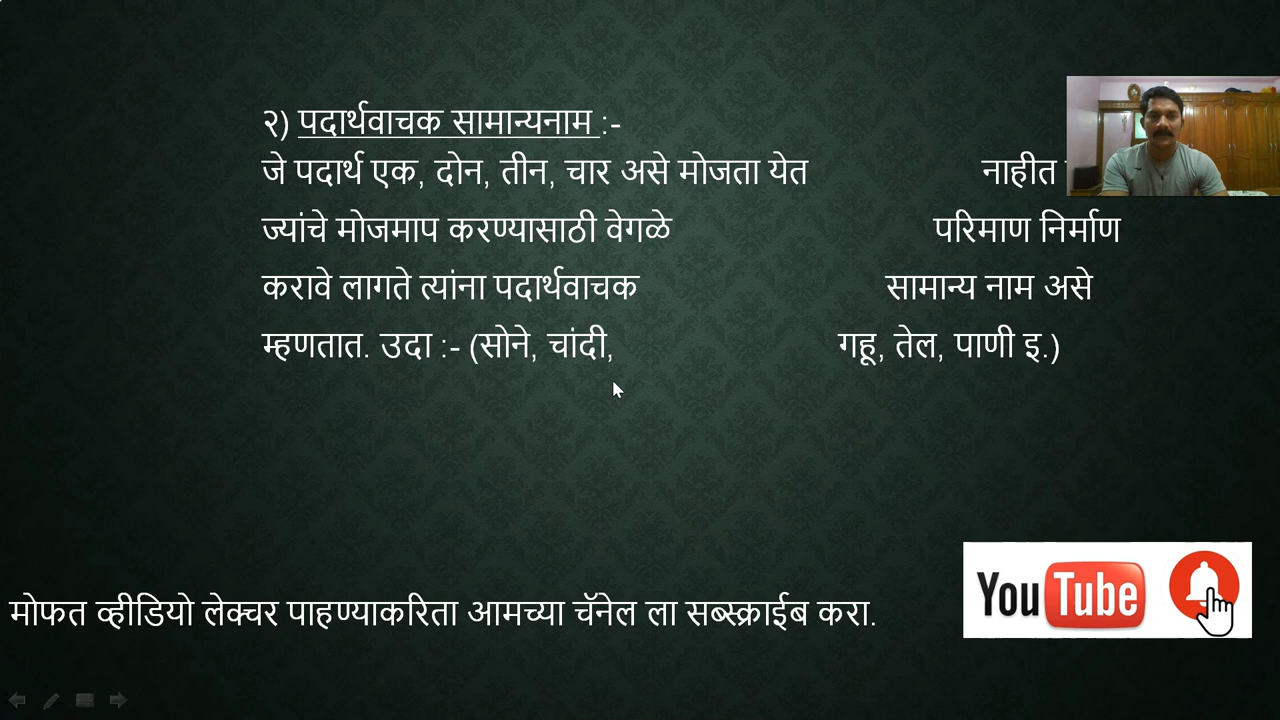 २) पदार्थवाचक सामान्यनाम :-
जे पदार्थ एक, दोन, तीन, चार असे मोजता येत नाहीत
ज्यांचे मोजमाप करण्यासाठी वेगळे परिमाण निर्माण
करावे लागते त्यांना पदार्थवाचक सामान्य नाम असे
म्हणतात. उदा :- (सोने, चांदी, गहू, तेल, पाणी इ.)
मोफत व्हीडियो लेक्चर पाहण्याकरिता आमच्या चॅनेल ला सब्स्क्राईब करा.
YouTube